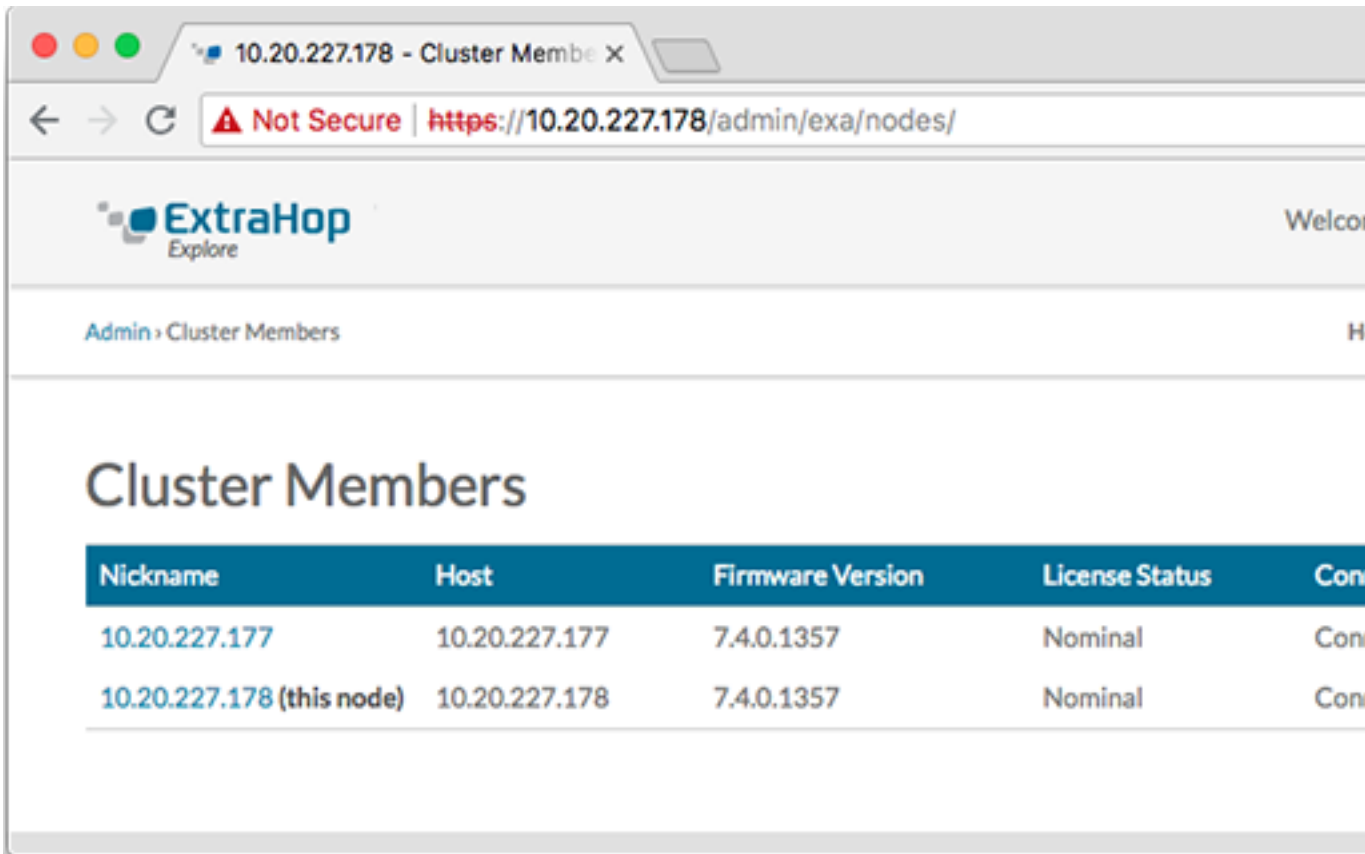 10.20.227.178 - Cluster Membe
Not Secure | https://10.20.227.178/admin/exa/nodes/
ExtraHop
Explore
Welcor
Admin › Cluster Members
H
Cluster Members
Nickname Host Firmware Version License Status Con
10.20.227.177 10.20.227.177 7.4.0.1357 Nominal Con
10.20.227.178 (this node) 10.20.227.178 7.4.0.1357 Nominal Con